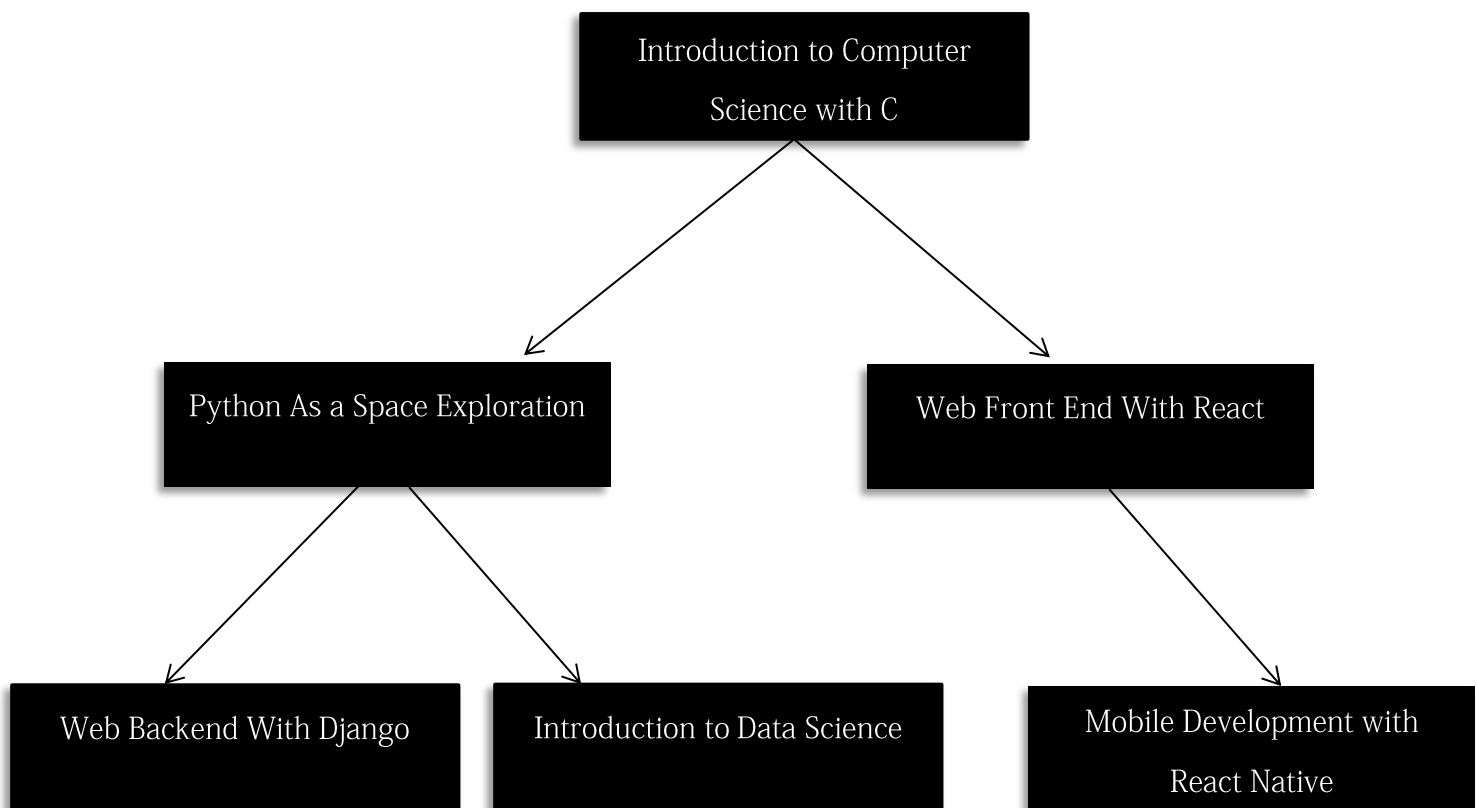 Introduction to Computer
Science with C
Python As a Space Exploration
Web Front End With React
Web Backend With Django
Introduction to Data Science
Mobile Development with
React Native